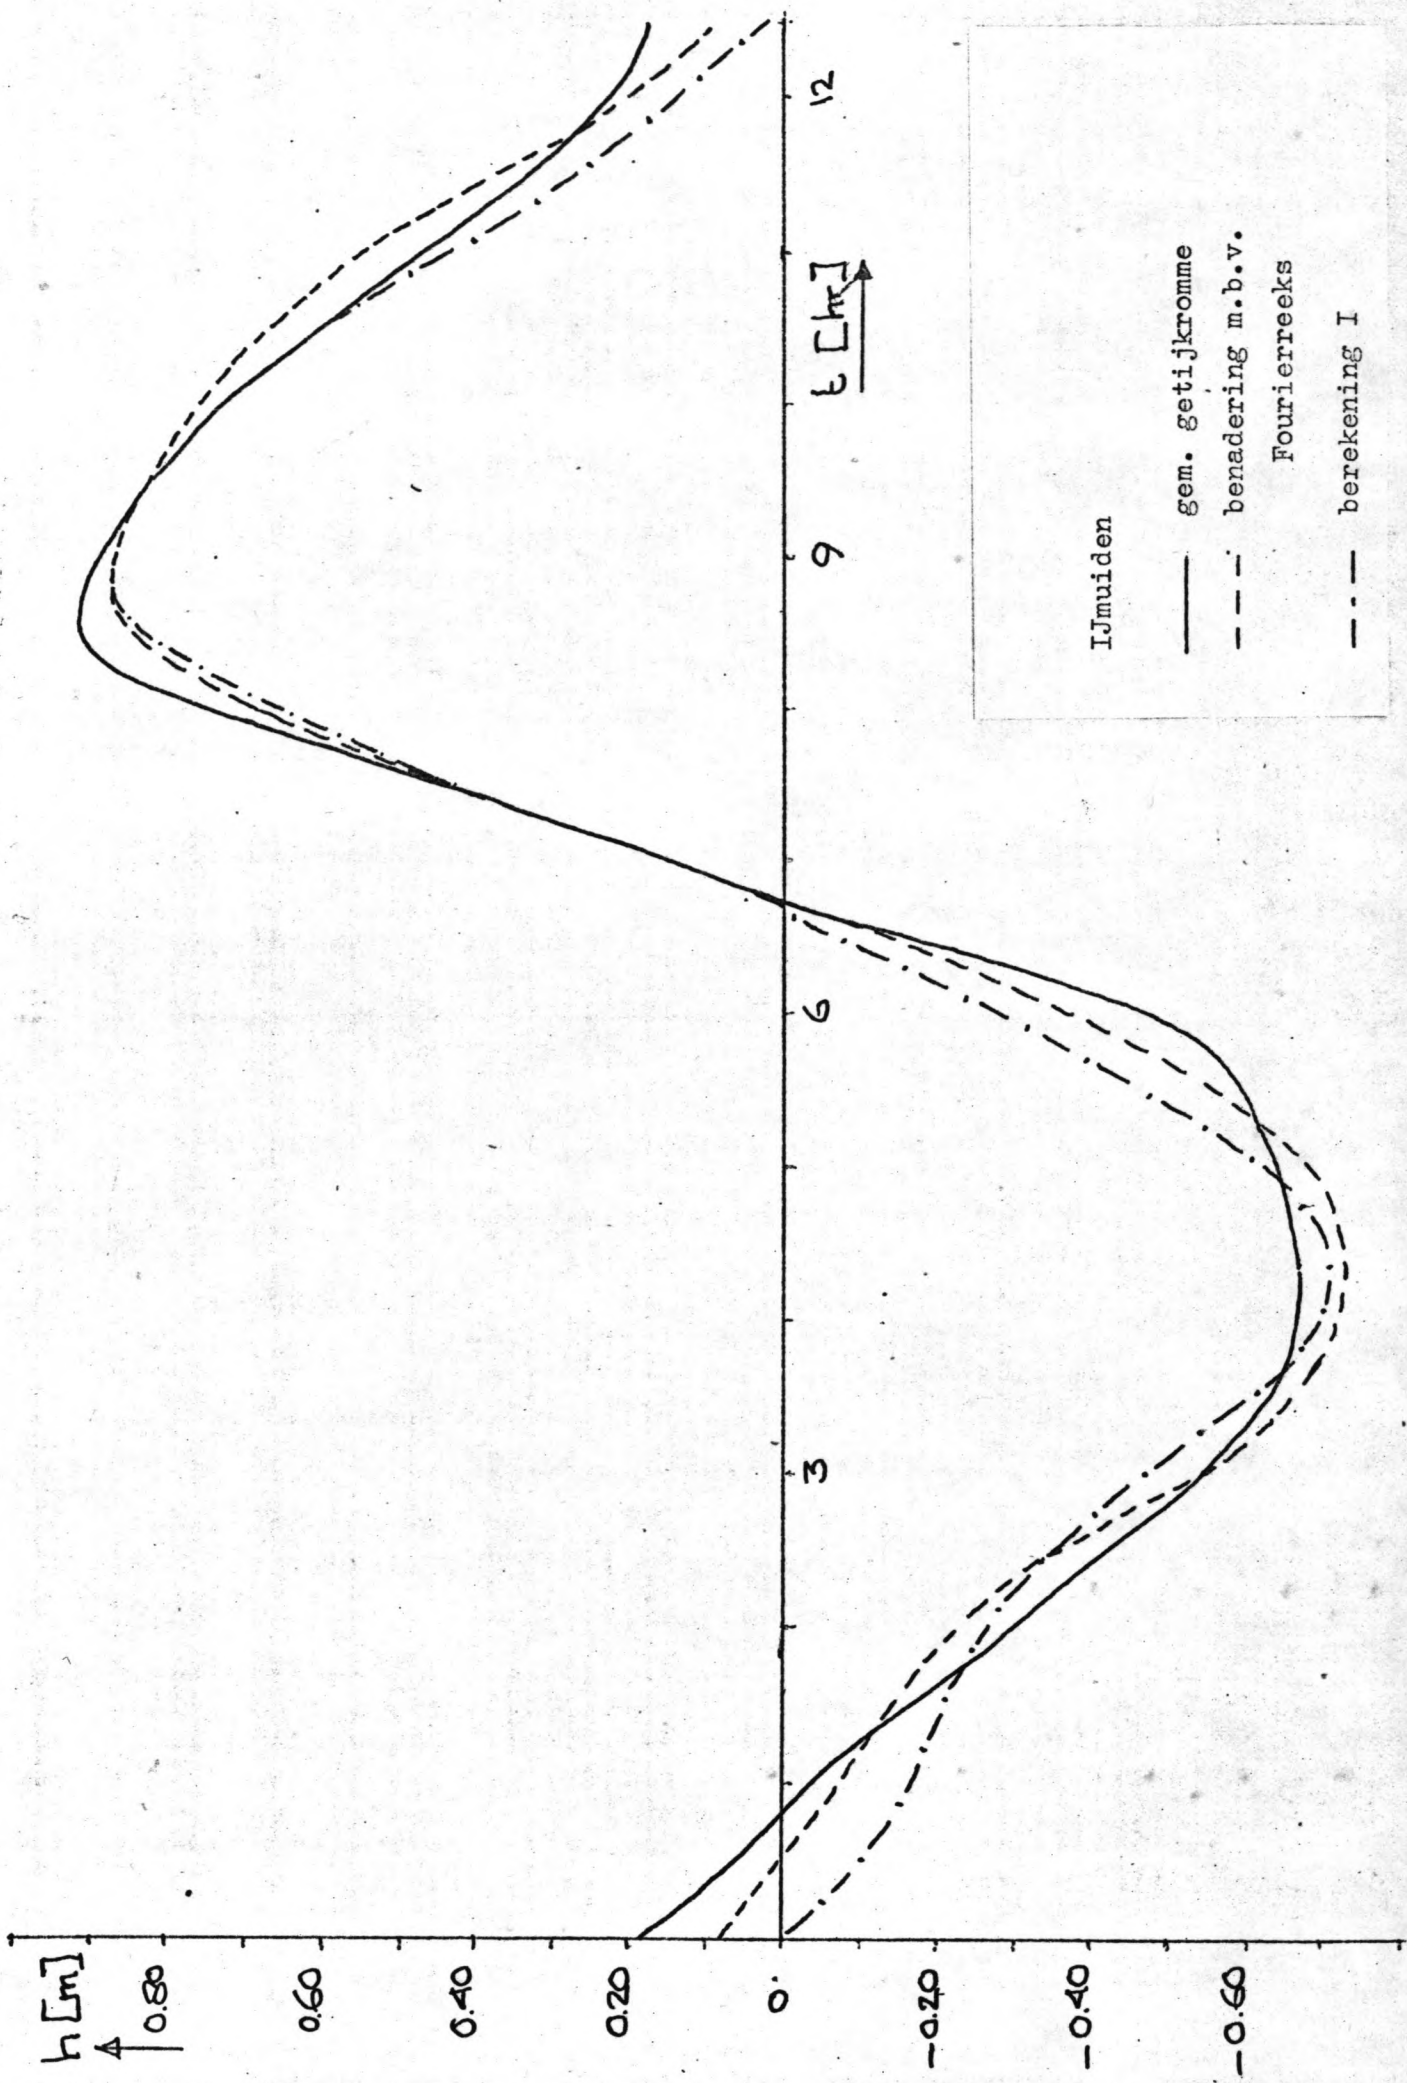 h [m]
0.80
0.60
0.40
0.20
0.
-0.20
-0.40
-0.60
3
6
9
12
t [hr]
IJmuiden
gem. getijkromme
benadering m.b.v.
Fourierreeks
berekening I